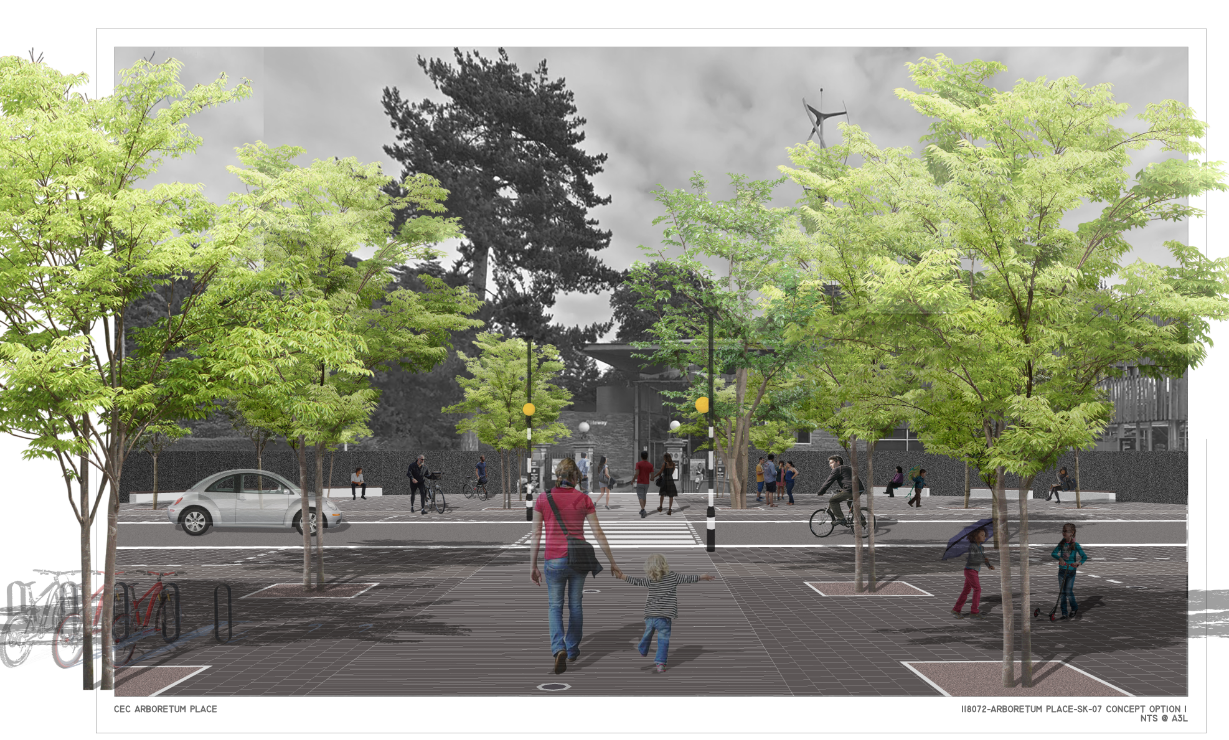 CEC ARBORETUM PLACE
118072-ARBORETUM PLACE-SK-07 CONCEPT OPTION 1
NTS @ A3L